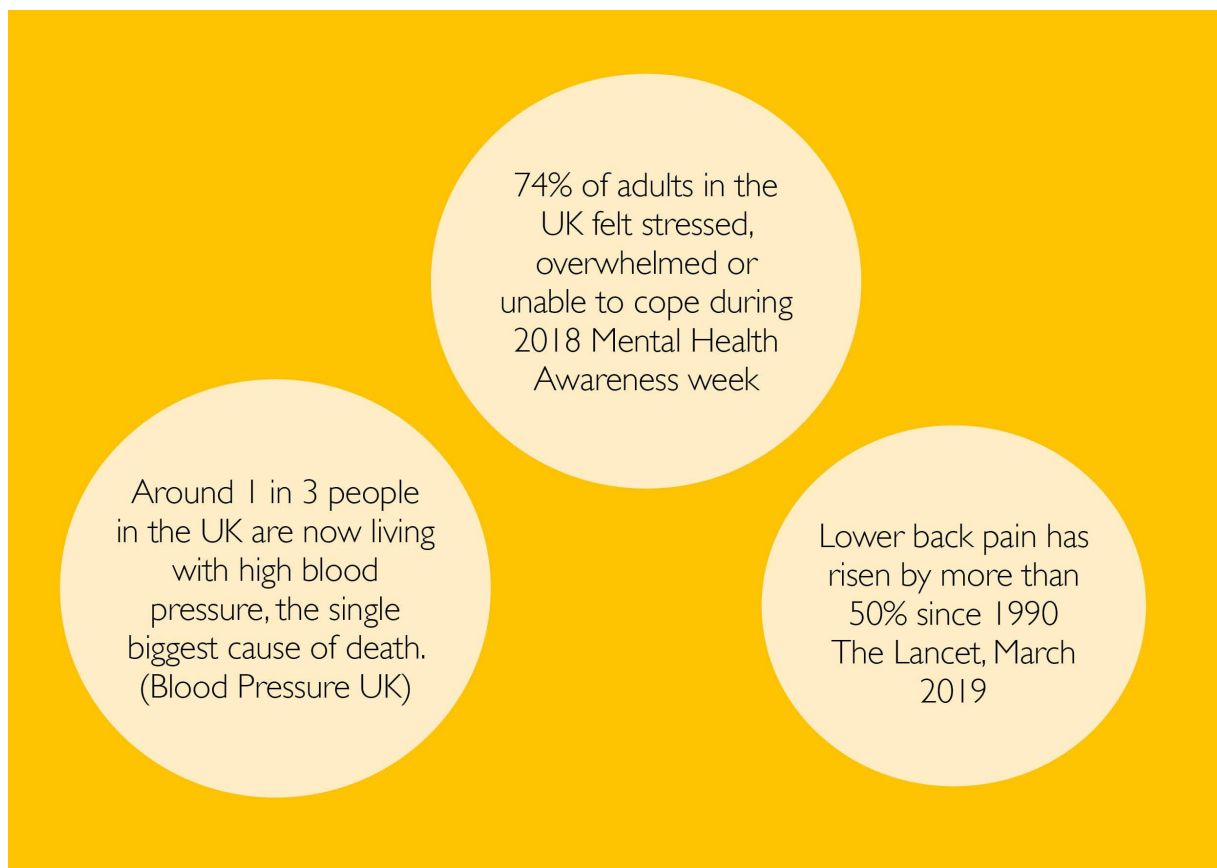 74% of adults in the
UK felt stressed,
overwhelmed or
unable to cope during
2018 Mental Health
Awareness week
Around 1 in 3 people
in the UK are now living
with high blood
pressure, the single
biggest cause of death.
(Blood Pressure UK)
Lower back pain has
risen by more than
50% since 1990
The Lancet, March
2019